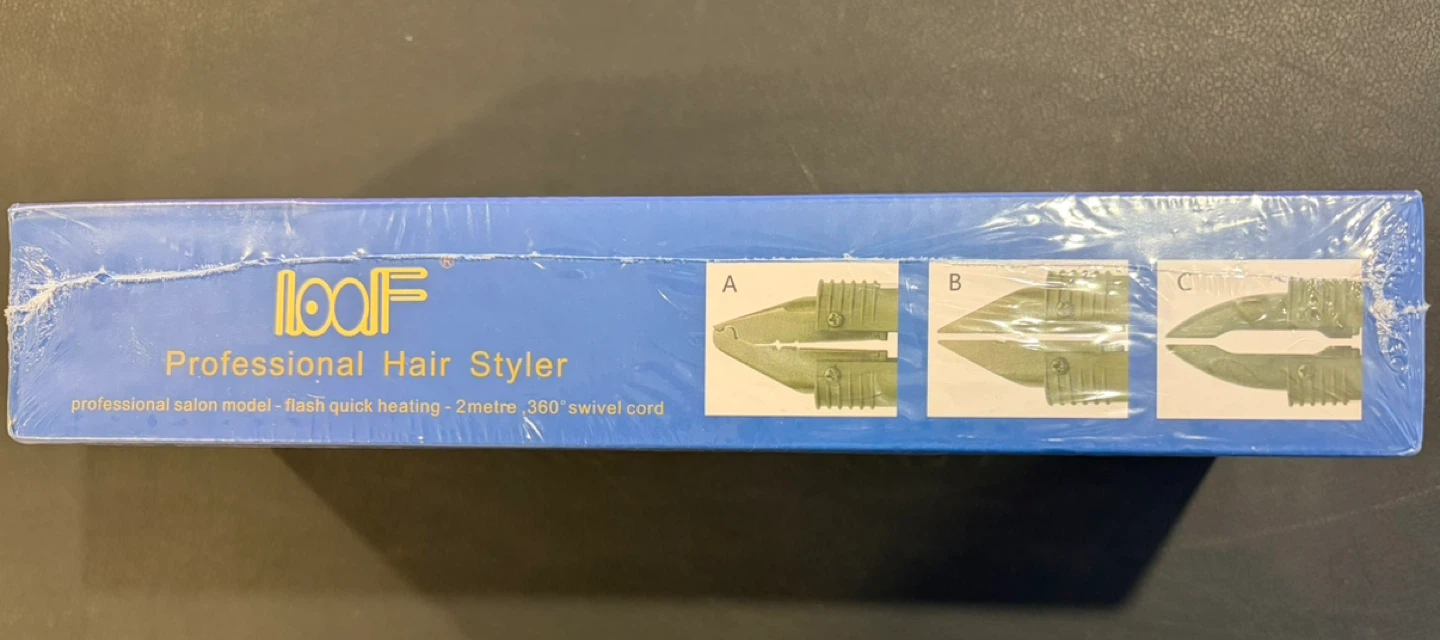 loof®
Professional Hair Styler
professional salon model - flash quick heating - 2metre ,360° swivel cord
A
B
C